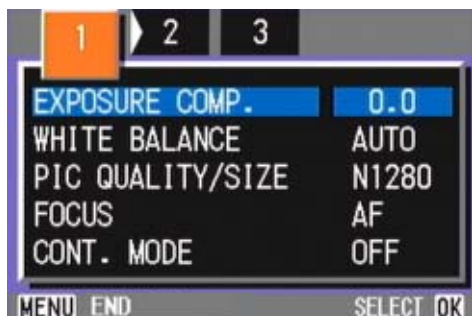 1 2 3
EXPOSURE COMP. 0.0
WHITE BALANCE AUTO
PIC QUALITY/SIZE N1280
FOCUS AF
CONT. MODE OFF
MENU END SELECT OK